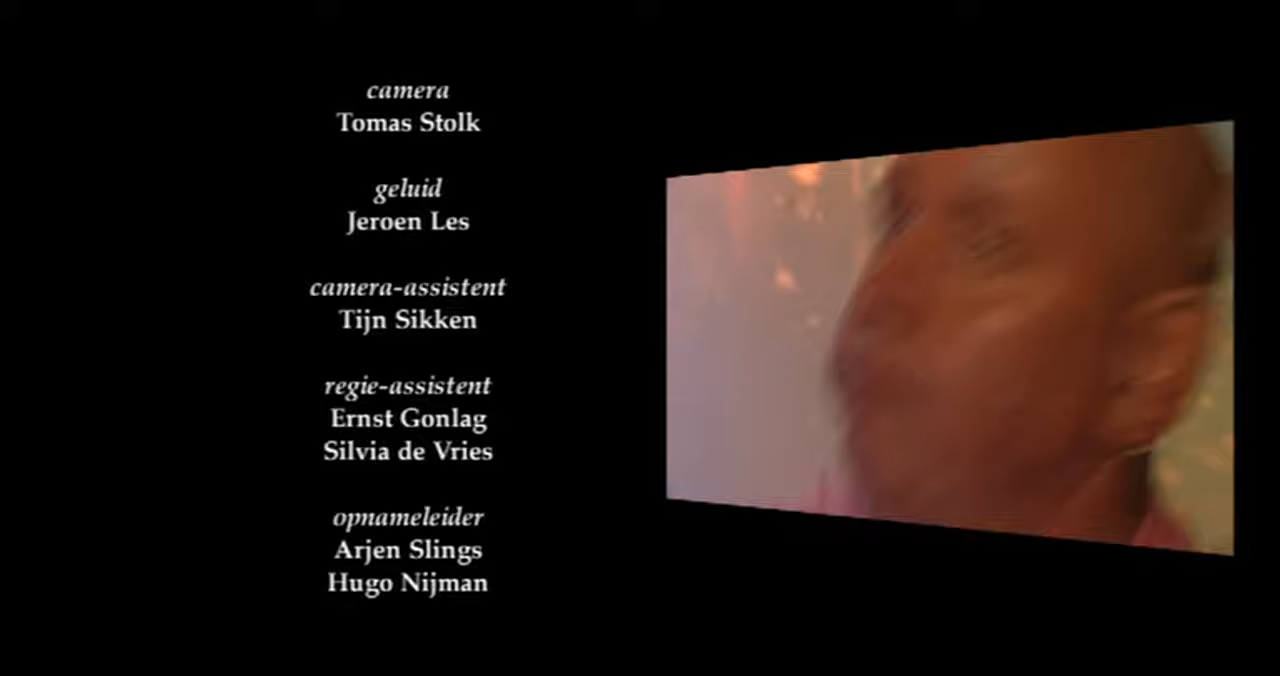 camera
Tomas Stolk
geluid
Jeroen Les
camera-assistent
Tijn Sikken
regie-assistent
Ernst Gonlag
Silvia de Vries
opnameleider
Arjen Slings
Hugo Nijman